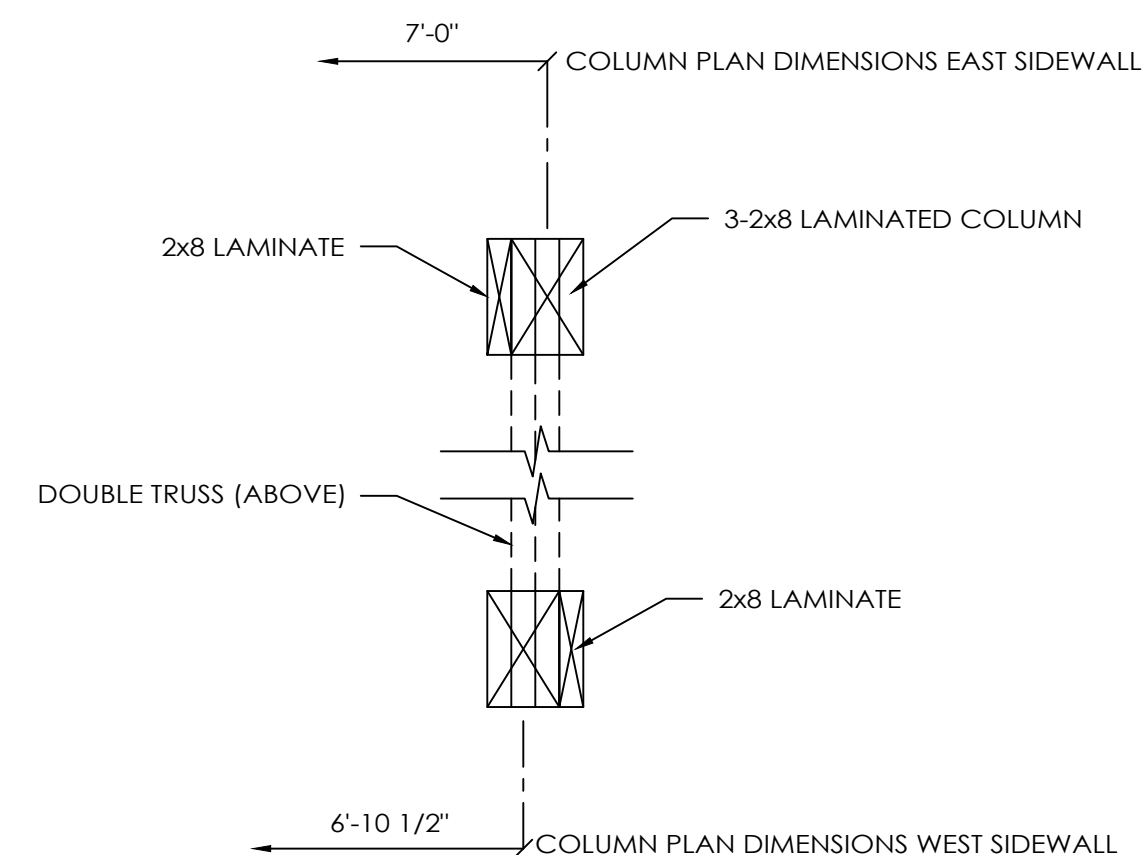 7'-0"
COLUMN PLAN DIMENSIONS EAST SIDEWALL
3-2x8 LAMINATED COLUMN
2x8 LAMINATE
DOUBLE TRUSS (ABOVE)
2x8 LAMINATE
6'-10 1/2"
COLUMN PLAN DIMENSIONS WEST SIDEWALL